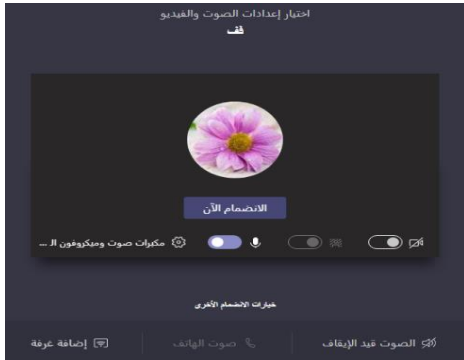 اختيار إعدادات الصوت والفيديو
قف
الانضمام الآن
مكبرات صوت وميكروفون الـ ...
خيارات الانضمام الأخرى
الصوت قيد الإيقاف
صوت الهاتف
إضافة غرفة